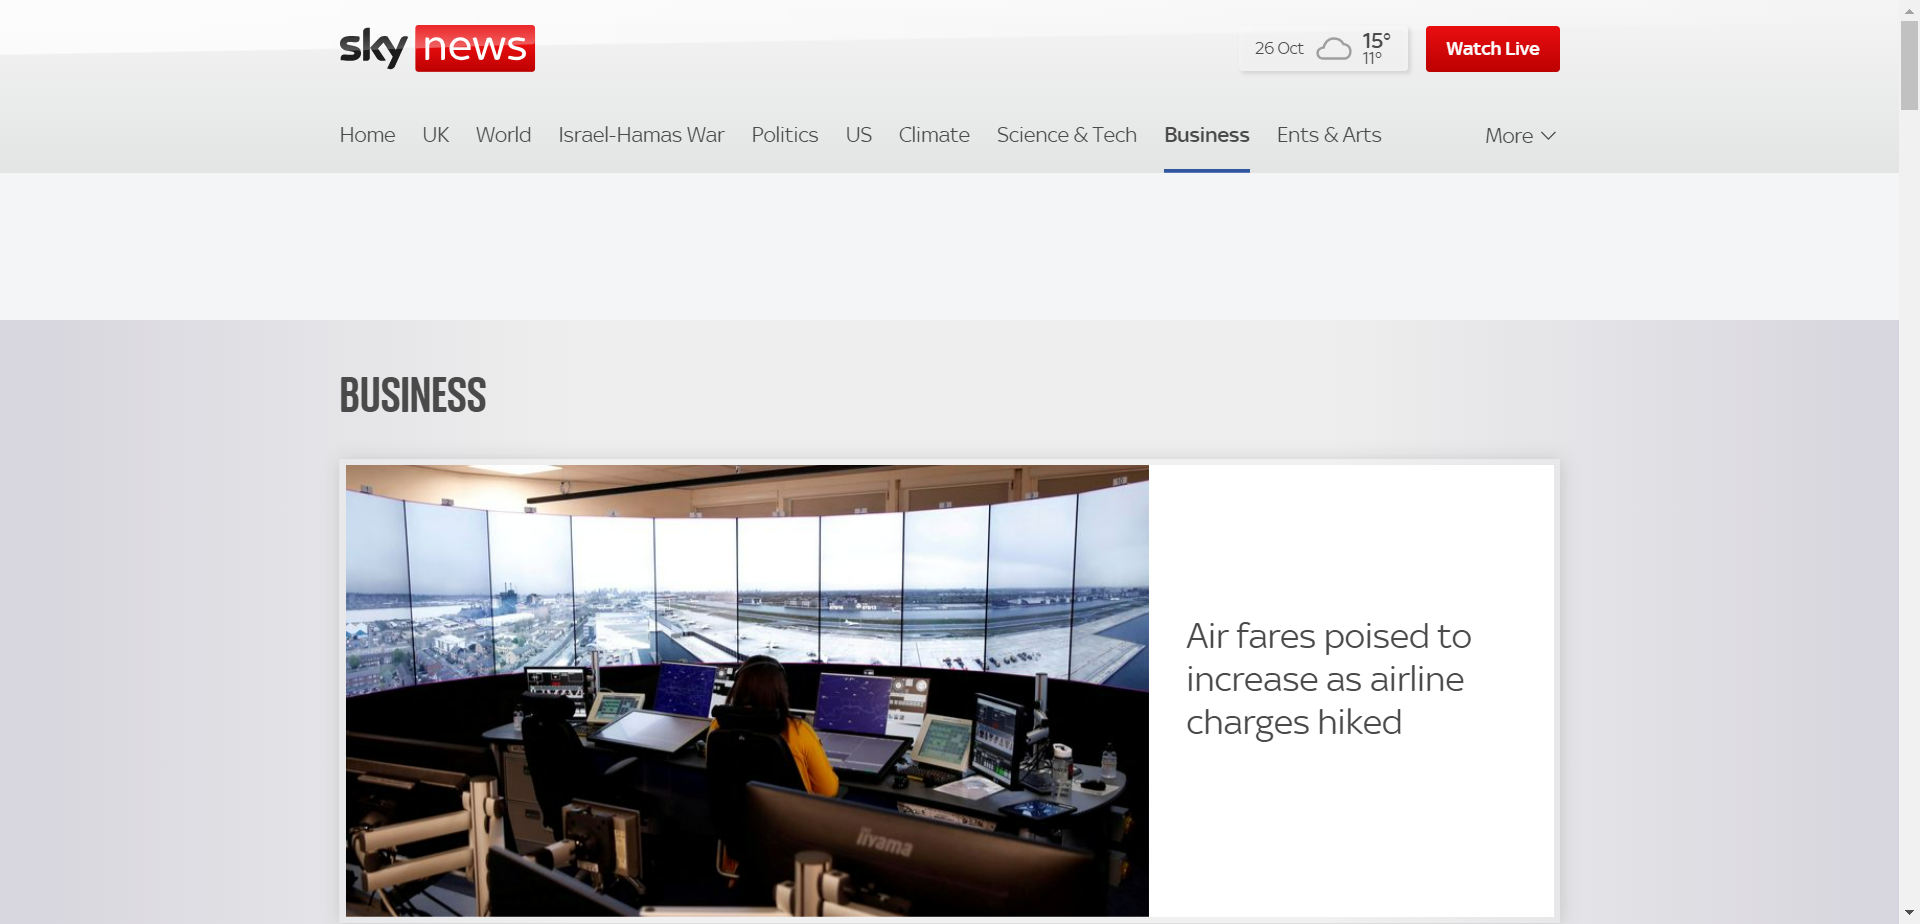 sky news
26 Oct
15°
11°
Watch Live
Home UK World Israel-Hamas War Politics US Climate Science & Tech Business Ents & Arts More
BUSINESS
Air fares poised to
increase as airline
charges hiked
iiyama